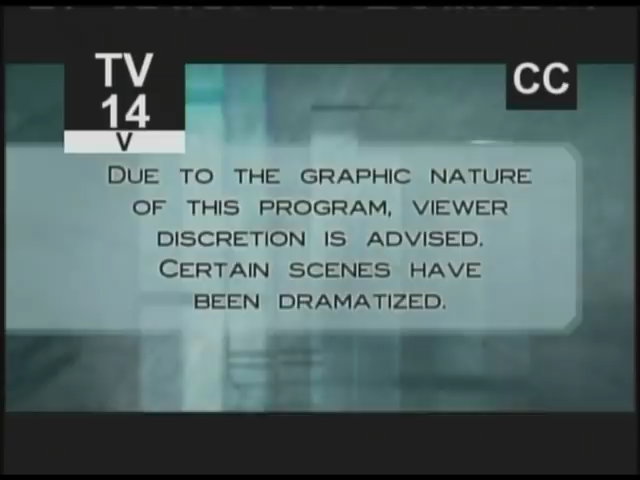 TV
14
V
CC
DUE TO THE GRAPHIC NATURE
OF THIS PROGRAM, VIEWER
DISCRETION IS ADVISED.
CERTAIN SCENES HAVE
BEEN DRAMATIZED.